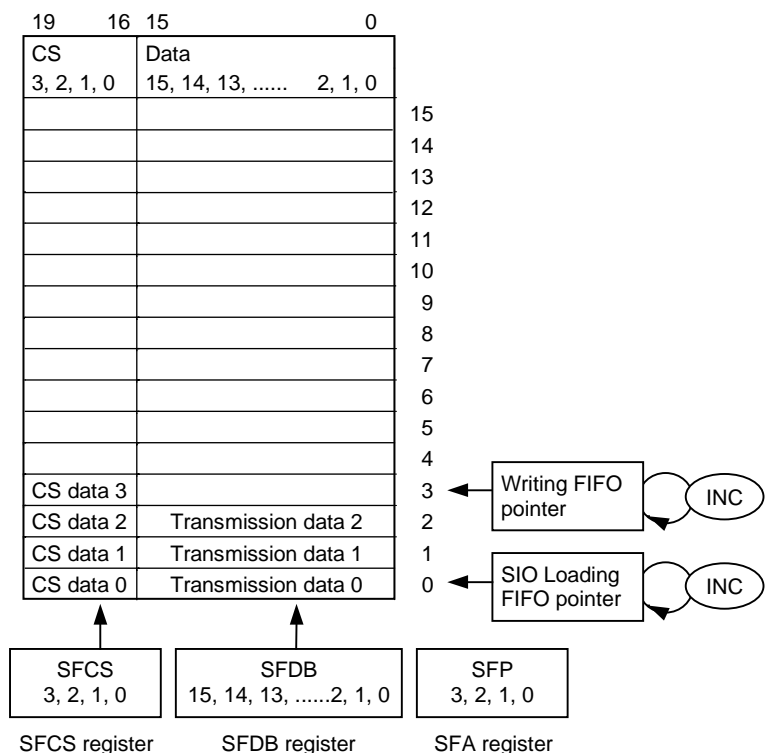 19 16 15 0
CS Data
3, 2, 1, 0 15, 14, 13, ...... 2, 1, 0
15
14
13
12
11
10
9
8
7
6
5
4
CS data 3 3 Writing FIFO pointer INC
CS data 2 Transmission data 2 2
CS data 1 Transmission data 1 1
CS data 0 Transmission data 0 0 SIO Loading FIFO pointer INC
SFCS SFDB SFP
3, 2, 1, 0 15, 14, 13, ......2, 1, 0 3, 2, 1, 0
SFCS register SFDB register SFA register